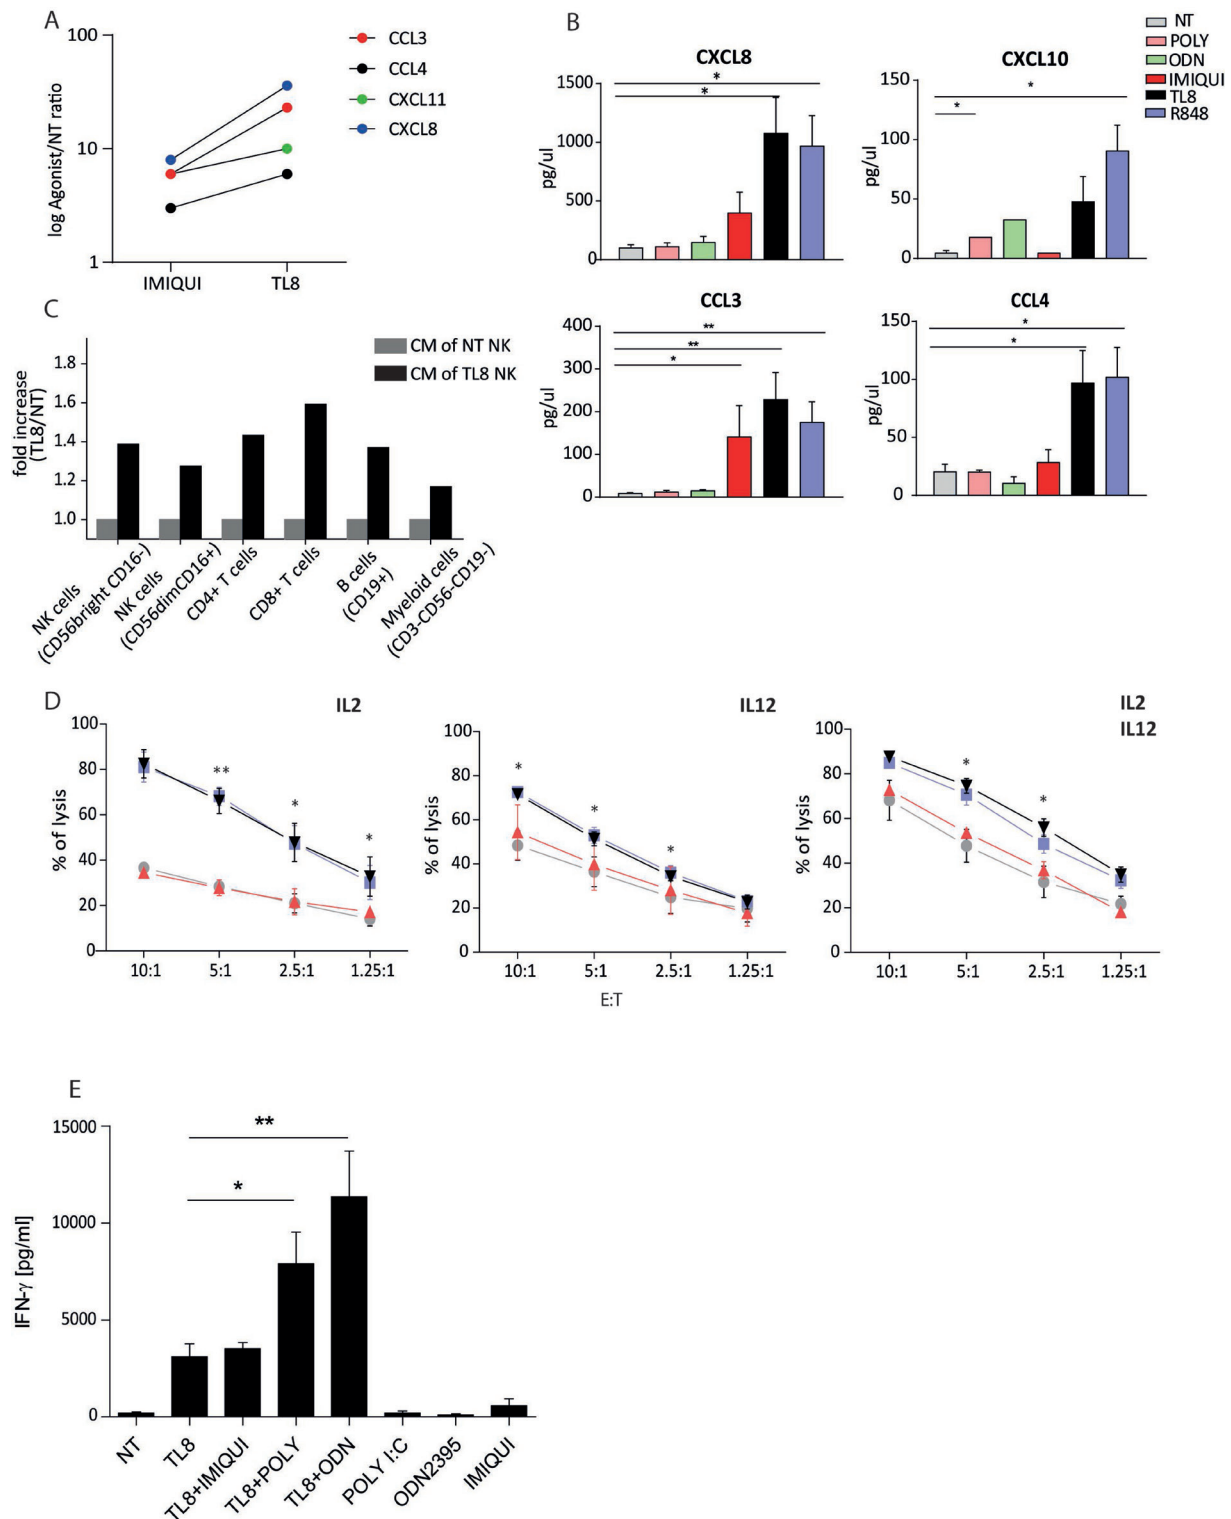 A
100
10
1
log Agonist/NT ratio
IMIQUI
TL8
CCL3
CCL4
CXCL11
CXCL8
B
NT
POLY
ODN
IMIQUI
TL8
R848
CXCL8
1500
1000
500
0
pg/ul
*
*
CXCL10
150
100
50
0
pg/ul
*
*
CCL3
400
300
200
100
0
pg/ul
**
**
*
CCL4
150
100
50
0
pg/ul
*
*
C
1.8
1.6
1.4
1.2
1.0
fold increase
(TL8/NT)
CM of NT NK
CM of TL8 NK
NK cells
(CD56bright CD16-)
NK cells
(CD56dimCD16+)
CD4+ T cells
CD8+ T cells
B cells
(CD19+)
Myeloid cells
(CD3-CD56-CD19-)
D
IL2
100
80
60
40
20
0
% of lysis
**
*
*
10:1
5:1
2.5:1
1.25:1
IL12
100
80
60
40
20
0
% of lysis
*
*
*
10:1
5:1
2.5:1
1.25:1
E:T
IL2
IL12
100
80
60
40
20
0
% of lysis
*
*
10:1
5:1
2.5:1
1.25:1
E
15000
10000
5000
0
IFN-γ [pg/ml]
**
*
NT
TL8
TL8+IMIQUI
TL8+POLY
TL8+ODN
POLY I:C
ODN2395
IMIQUI